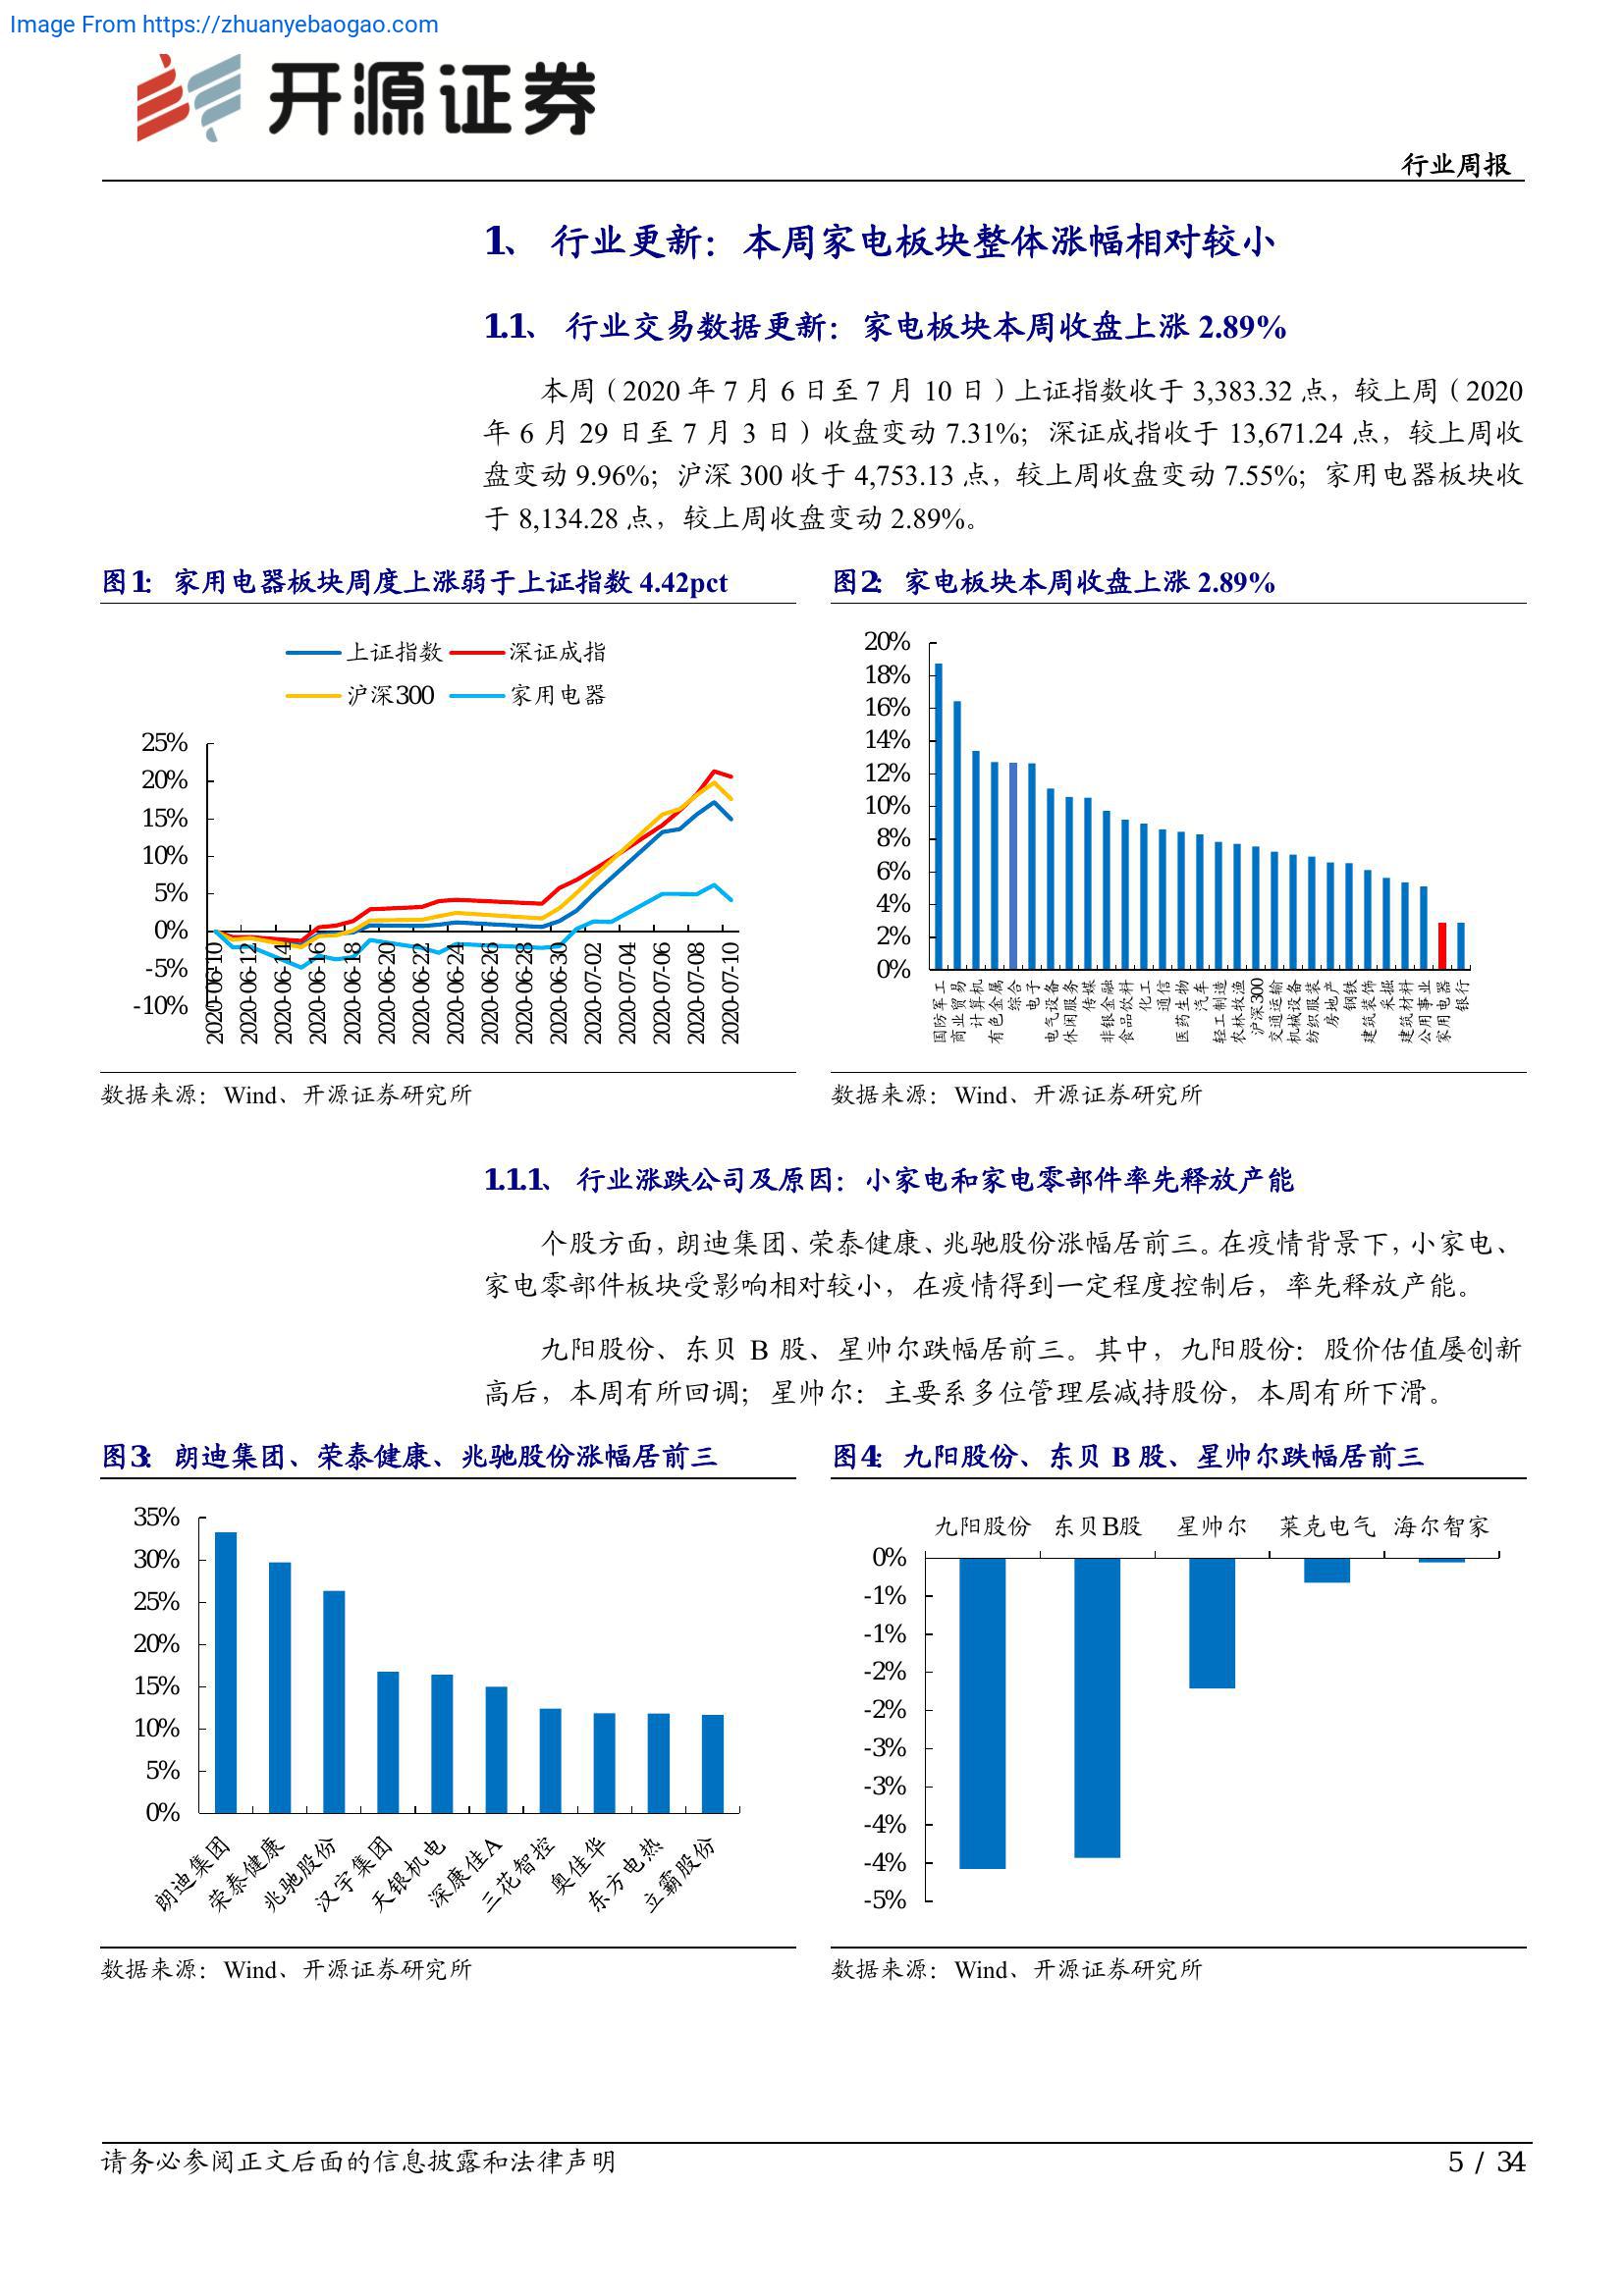 Image From https://zhuanyebaogao.com
开源证券
行业周报
1、 行业更新：本周家电板块整体涨幅相对较小
1.1、 行业交易数据更新：家电板块本周收盘上涨 2.89%
本周（2020 年 7 月 6 日至 7 月 10 日）上证指数收于 3,383.32 点，较上周（2020
年 6 月 29 日至 7 月 3 日）收盘变动 7.31%；深证成指收于 13,671.24 点，较上周收
盘变动 9.96%；沪深 300 收于 4,753.13 点，较上周收盘变动 7.55%；家用电器板块收
于 8,134.28 点，较上周收盘变动 2.89%。
图1： 家用电器板块周度上涨弱于上证指数 4.42pct
上证指数 深证成指
沪深300 家用电器
25%
20%
15%
10%
5%
0%
-5%
-10%
2020-06-10
2020-06-12
2020-06-14
2020-06-16
2020-06-18
2020-06-20
2020-06-22
2020-06-24
2020-06-26
2020-06-28
2020-06-30
2020-07-02
2020-07-04
2020-07-06
2020-07-08
2020-07-10
数据来源：Wind、开源证券研究所
图2： 家电板块本周收盘上涨 2.89%
20%
18%
16%
14%
12%
10%
8%
6%
4%
2%
0%
国防军工
商业贸易
计算机
有色金属
综合
电子
电气设备
休闲服务
传媒
非银金融
食品饮料
化工
通信
医药生物
汽车
轻工制造
农林牧渔
沪深300
交通运输
机械设备
纺织服装
房地产
钢铁
建筑装饰
采掘
建筑材料
公用事业
家用电器
银行
数据来源：Wind、开源证券研究所
1.1.1、 行业涨跌公司及原因：小家电和家电零部件率先释放产能
个股方面，朗迪集团、荣泰健康、兆驰股份涨幅居前三。在疫情背景下，小家电、
家电零部件板块受影响相对较小，在疫情得到一定程度控制后，率先释放产能。
九阳股份、东贝 B 股、星帅尔跌幅居前三。其中，九阳股份：股价估值屡创新
高后，本周有所回调；星帅尔：主要系多位管理层减持股份，本周有所下滑。
图3： 朗迪集团、荣泰健康、兆驰股份涨幅居前三
35%
30%
25%
20%
15%
10%
5%
0%
朗迪集团
荣泰健康
兆驰股份
汉宇集团
天银机电
深康佳A
三花智控
奥佳华
东方电热
立霸股份
数据来源：Wind、开源证券研究所
图4： 九阳股份、东贝 B 股、星帅尔跌幅居前三
九阳股份 东贝B股 星帅尔 莱克电气 海尔智家
0%
-1%
-1%
-2%
-2%
-3%
-3%
-4%
-4%
-5%
数据来源：Wind、开源证券研究所
请务必参阅正文后面的信息披露和法律声明
5 / 34